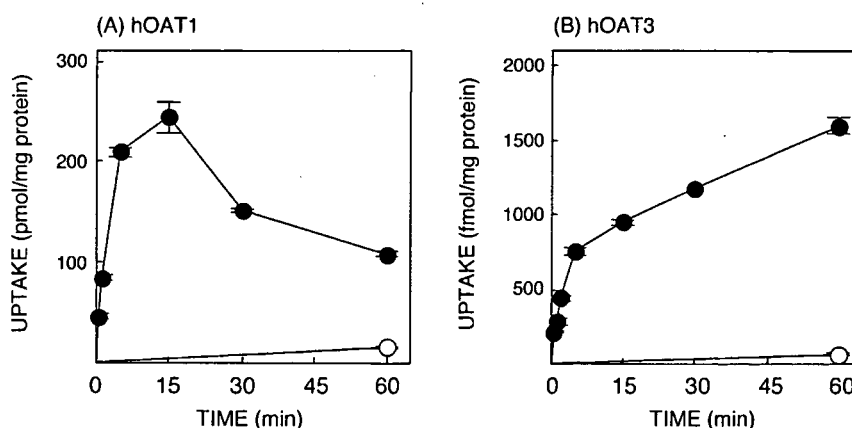 (A) hOAT1
300
200
100
0 15 30 45 60
TIME (min)
UPTAKE (pmol/mg protein)
(B) hOAT3
2000
1500
1000
500
0 15 30 45 60
TIME (min)
UPTAKE (fmol/mg protein)